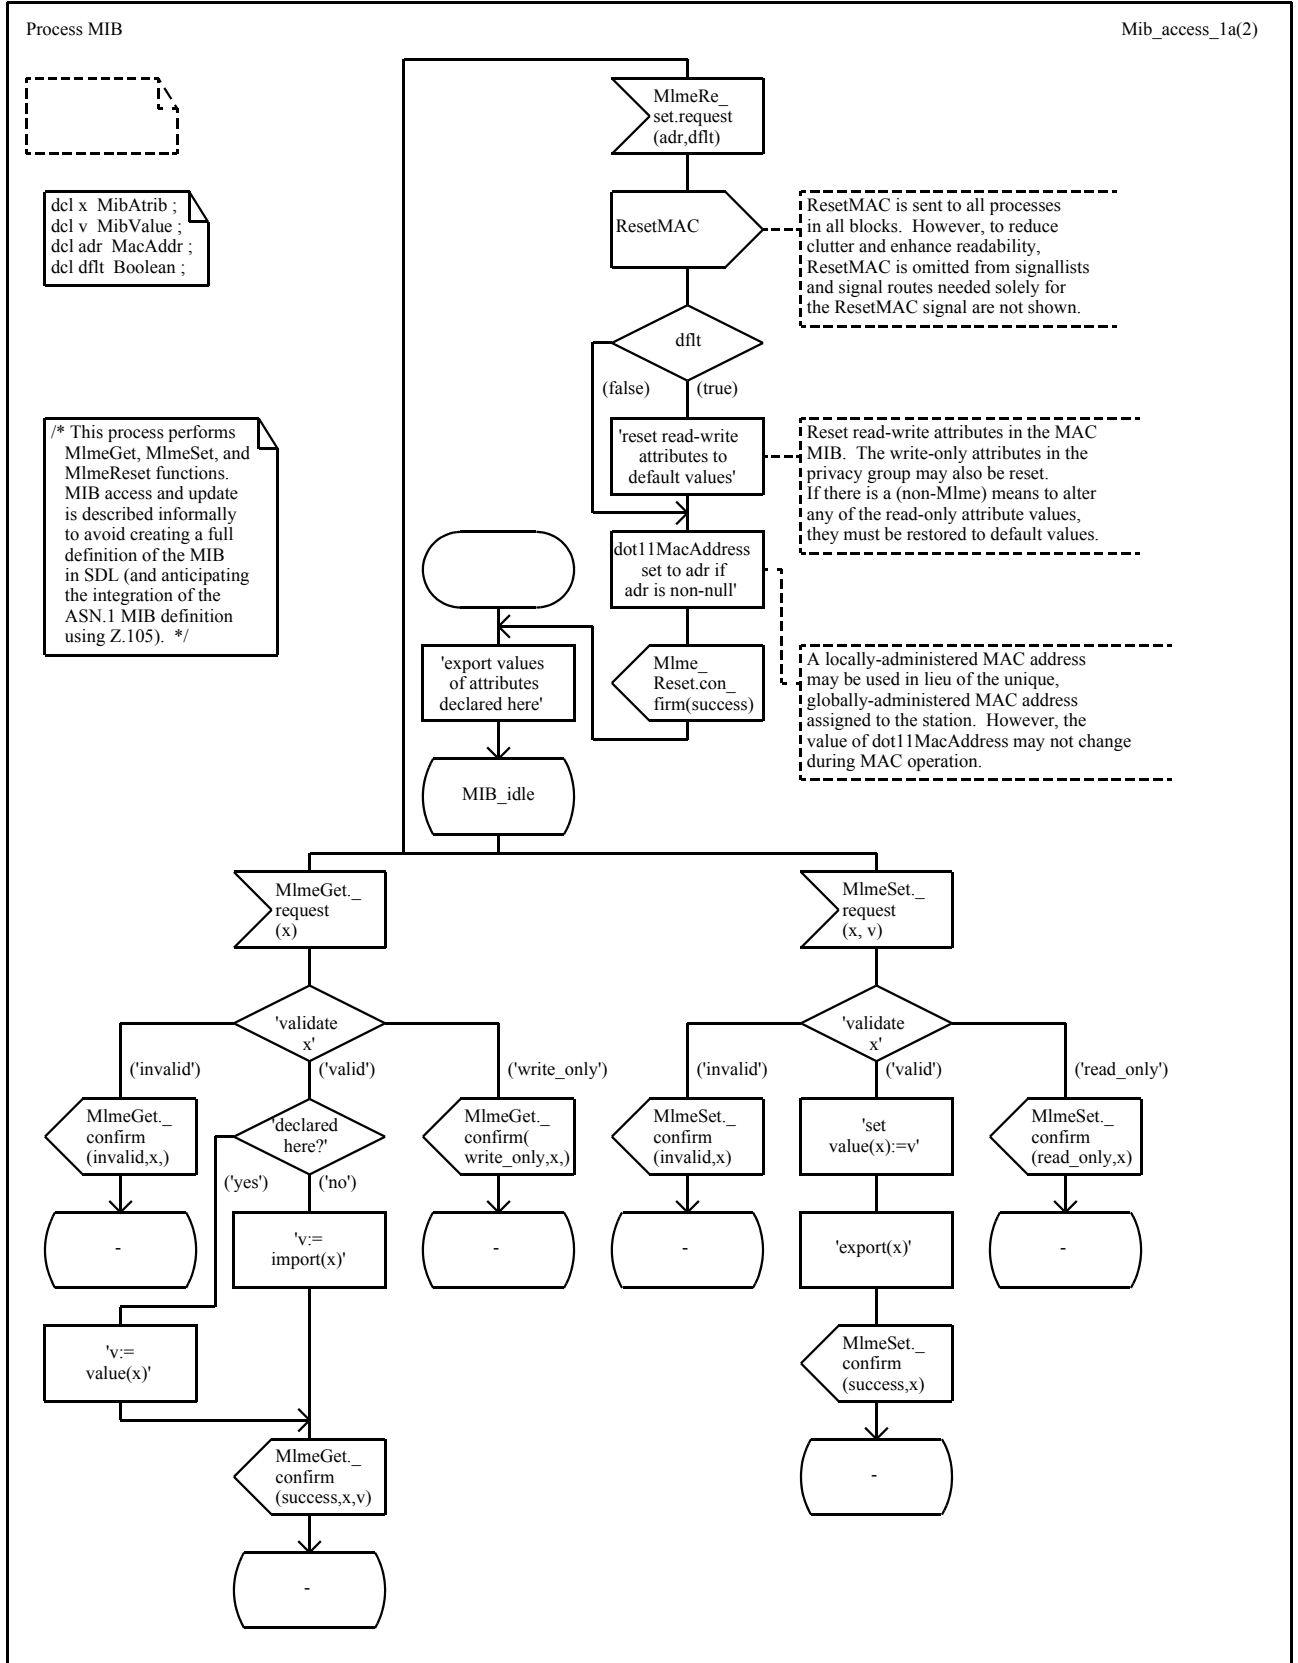 Process MIB
Mib_access_1a(2)
MlmeRe_
set.request
(adr,dflt)
dcl x  MibAtrib ;
dcl v  MibValue ;
dcl adr  MacAddr ;
dcl dflt  Boolean ;
ResetMAC
ResetMAC is sent to all processes
in all blocks.  However, to reduce
clutter and enhance readability,
ResetMAC is omitted from signallists
and signal routes needed solely for
the ResetMAC signal are not shown.
dflt
(false)
(true)
/* This process performs
MlmeGet, MlmeSet, and
MlmeReset functions.
MIB access and update
is described informally
to avoid creating a full
definition of the MIB
in SDL (and anticipating
the integration of the
ASN.1 MIB definition
using Z.105).  */
'reset read-write
attributes to
default values'
Reset read-write attributes in the MAC
MIB.  The write-only attributes in the
privacy group may also be reset.
If there is a (non-Mlme) means to alter
any of the read-only attribute values,
they must be restored to default values.
dot11MacAddress
set to adr if
adr is non-null'
'export values
of attributes
declared here'
Mlme_
Reset.con_
firm(success)
A locally-administered MAC address
may be used in lieu of the unique,
globally-administered MAC address
assigned to the station.  However, the
value of dot11MacAddress may not change
during MAC operation.
MIB_idle
MlmeGet._
request
(x)
MlmeSet._
request
(x, v)
'validate
x'
'validate
x'
('invalid')
('valid')
('write_only')
('invalid')
('valid')
('read_only')
MlmeGet._
confirm
(invalid,x,)
'declared
here?'
MlmeGet._
confirm(
write_only,x,)
MlmeSet._
confirm
(invalid,x)
'set
value(x):=v'
MlmeSet._
confirm
(read_only,x)
('yes')
('no')
-
'v:=
import(x)'
-
-
'export(x)'
-
'v:=
value(x)'
MlmeSet._
confirm
(success,x)
MlmeGet._
confirm
(success,x,v)
-
-